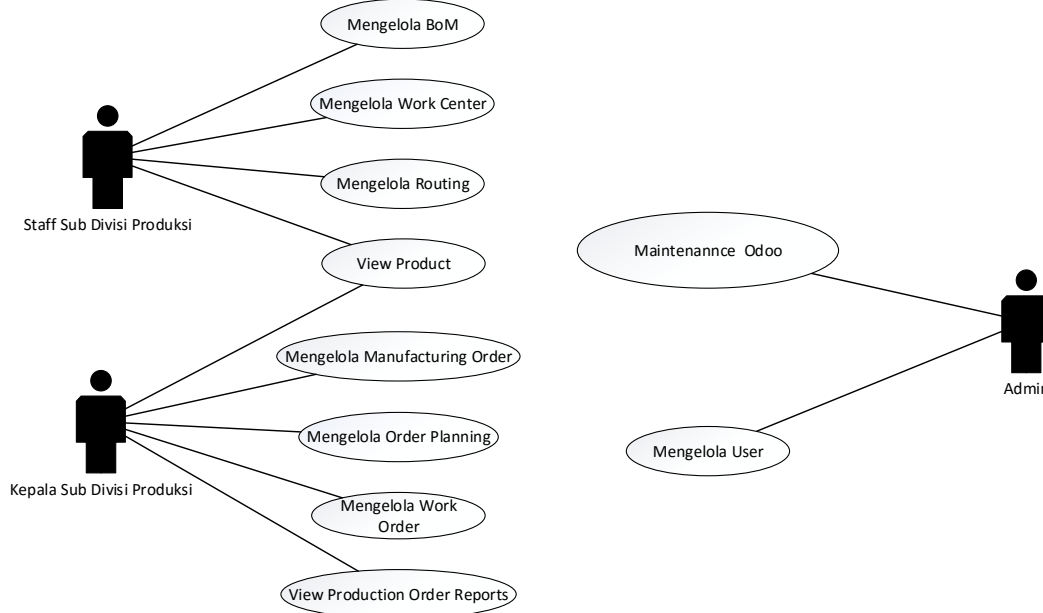 Mengelola BoM
Mengelola Work Center
Staff Sub Divisi Produksi
Mengelola Routing
View Product
Maintenannce Odoo
Mengelola Manufacturing Order
Admin
Mengelola Order Planning
Mengelola User
Kepala Sub Divisi Produksi
Mengelola Work
Order
View Production Order Reports